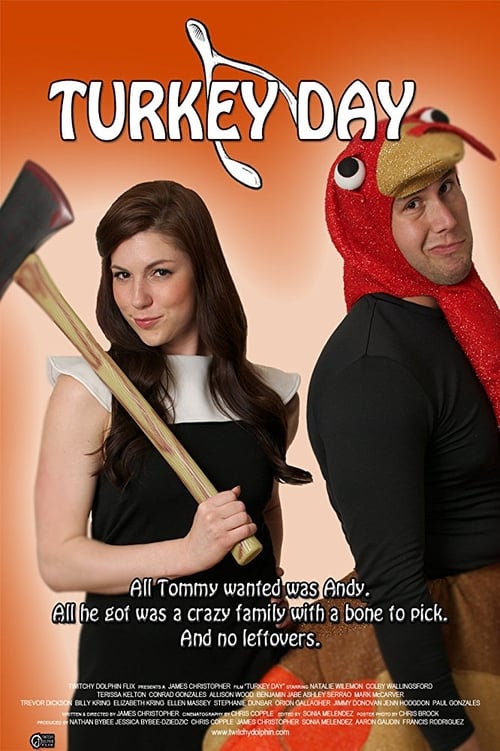 TURKEY DAY
All Tommy wanted was Andy.
All he got was a crazy family with a bone to pick.
And no leftovers.
TWITCHY DOLPHIN FLIX PRESENTS A JAMES CHRISTOPHER FILM "TURKEY DAY" STARRING NATALIE WILEMON COLBY WALLINGSFORD
TERISSA KELTON CONRAD GONZALES ALLISON WOOD BENJAMIN JABE ASHLEY SERRAO MARK McCARVER
TREVOR DICKSON BILLY KRING ELIZABETH KRING ELLEN MASSEY STEPHANIE DUNBAR ORION GALLAGHER JIMMY DONOVAN JENN HODGDON PAUL GONZALES
WRITTEN & DIRECTED BY JAMES CHRISTOPHER CINEMATOGRAPHY BY CHRIS COPPLE EDITED BY SONIA MELENDEZ POSTER PHOTO BY CHRIS BROCK
PRODUCED BY NATHAN BYBEE JESSICA BYBEE-DZIEDZIC CHRIS COPPLE JAMES CHRISTOPHER SONIA MELENDEZ AARON GAUDIN FRANCIS RODRIGUEZ
www.twitchydolphin.com